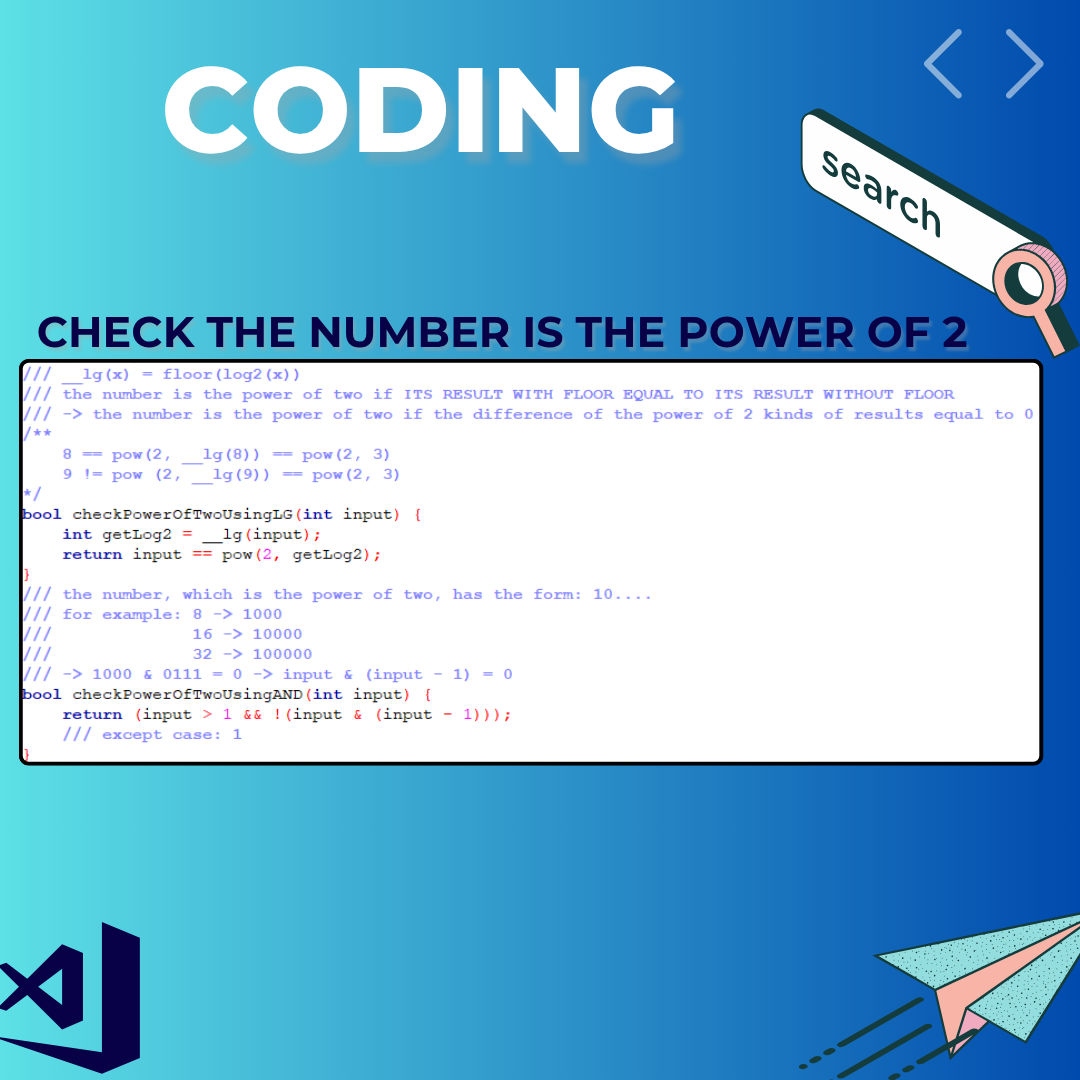 CODING
search
CHECK THE NUMBER IS THE POWER OF 2
/// __lg(x) = floor(log2(x))
/// the number is the power of two if ITS RESULT WITH FLOOR EQUAL TO ITS RESULT WITHOUT FLOOR
/// -> the number is the power of two if the difference of the power of 2 kinds of results equal to 0
/**
    8 == pow(2, __lg(8)) == pow(2, 3)
    9 != pow (2, __lg(9)) == pow(2, 3)
*/
bool checkPowerOfTwoUsingLG(int input) {
    int getLog2 = __lg(input);
    return input == pow(2, getLog2);
}
/// the number, which is the power of two, has the form: 10....
/// for example: 8 -> 1000
///              16 -> 10000
///              32 -> 100000
/// -> 1000 & 0111 = 0 -> input & (input - 1) = 0
bool checkPowerOfTwoUsingAND(int input) {
    return (input > 1 && !(input & (input - 1)));
    /// except case: 1
}